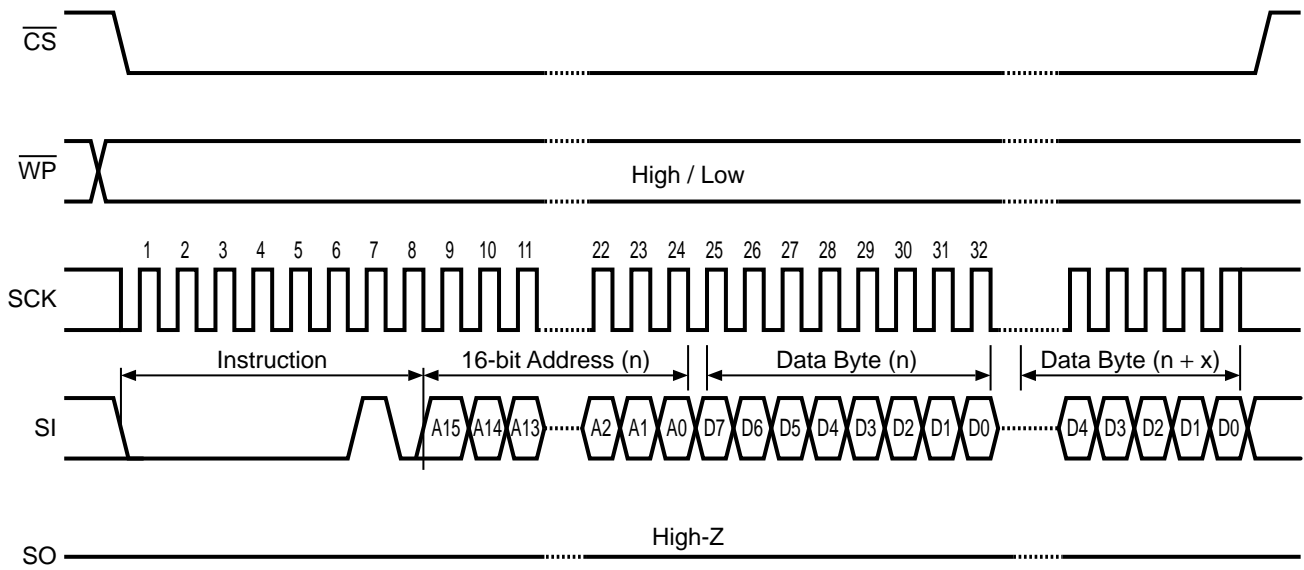 CS
WP
High / Low
1 2 3 4 5 6 7 8 9 10 11 22 23 24 25 26 27 28 29 30 31 32
SCK
Instruction 16-bit Address (n) Data Byte (n) Data Byte (n + x)
SI A15 A14 A13 A2 A1 A0 D7 D6 D5 D4 D3 D2 D1 D0 D4 D3 D2 D1 D0
High-Z
SO